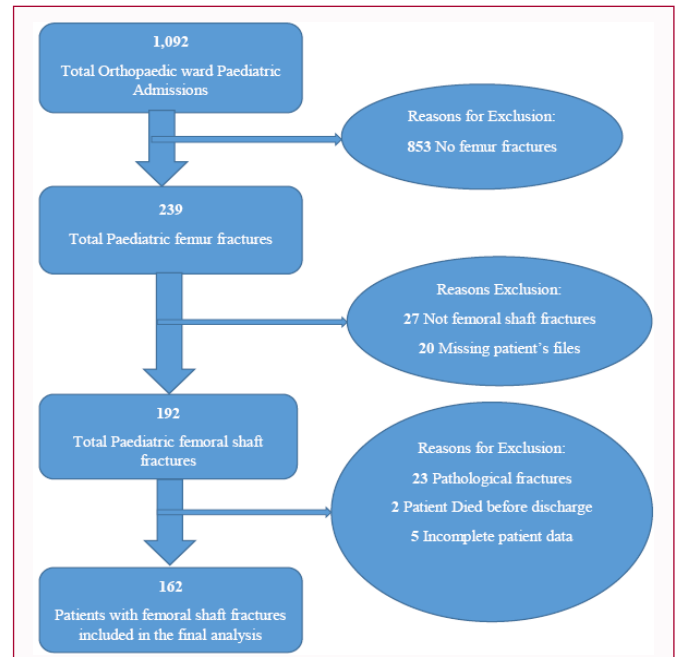 1,092
Total Orthopaedic ward Paediatric
Admissions
Reasons for Exclusion:
853 No femur fractures
239
Total Paediatric femur fractures
Reasons Exclusion:
27 Not femoral shaft fractures
20 Missing patient's files
192
Total Paediatric femoral shaft
fractures
Reasons for Exclusion:
23 Pathological fractures
2 Patient Died before discharge
5 Incomplete patient data
162
Patients with femoral shaft fractures
included in the final analysis